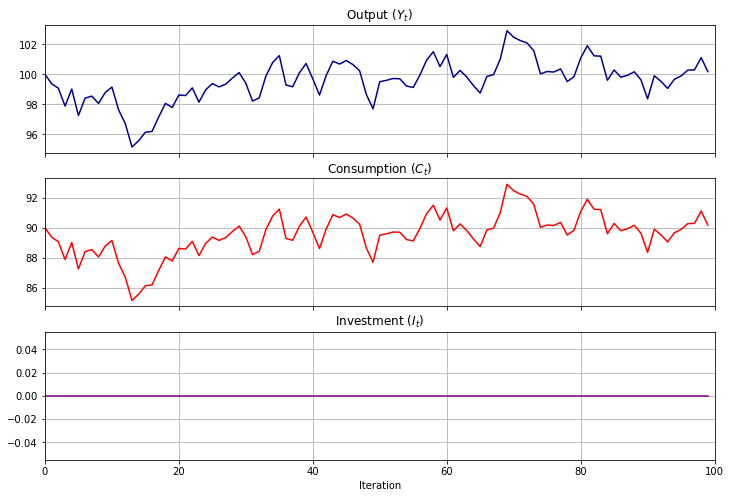 Output (Y_t)
102
100
98
96
Consumption (C_t)
92
90
88
86
Investment (I_t)
0.04
0.02
0.00
−0.02
−0.04
0 20 40 60 80 100
Iteration